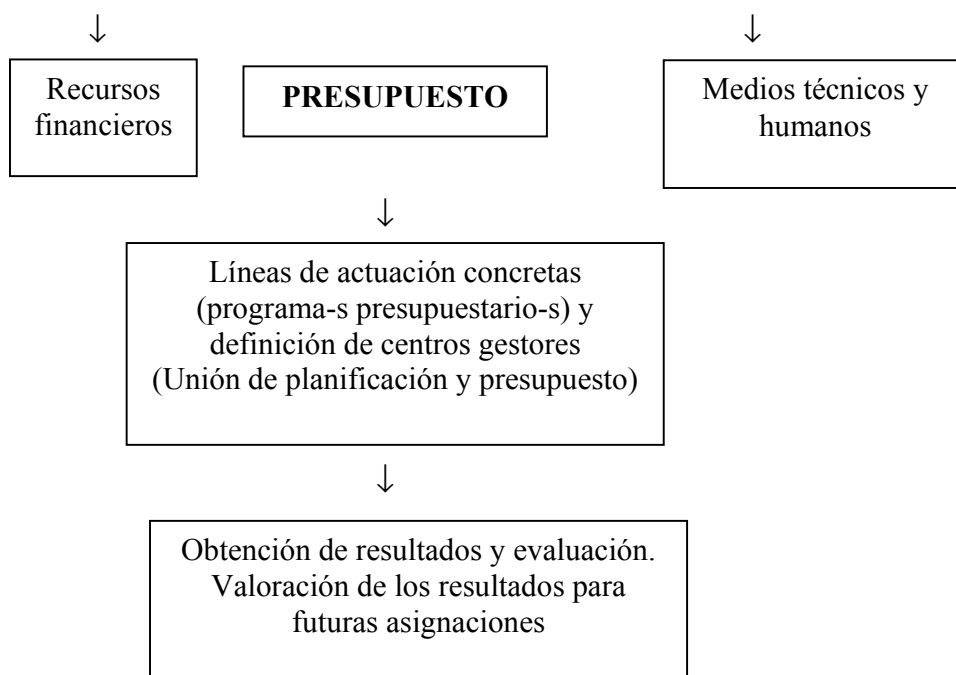 ↓
↓
Recursos
financieros
PRESUPUESTO
Medios técnicos y
humanos
↓
Líneas de actuación concretas
(programa-s presupuestario-s) y
definición de centros gestores
(Unión de planificación y presupuesto)
↓
Obtención de resultados y evaluación.
Valoración de los resultados para
futuras asignaciones